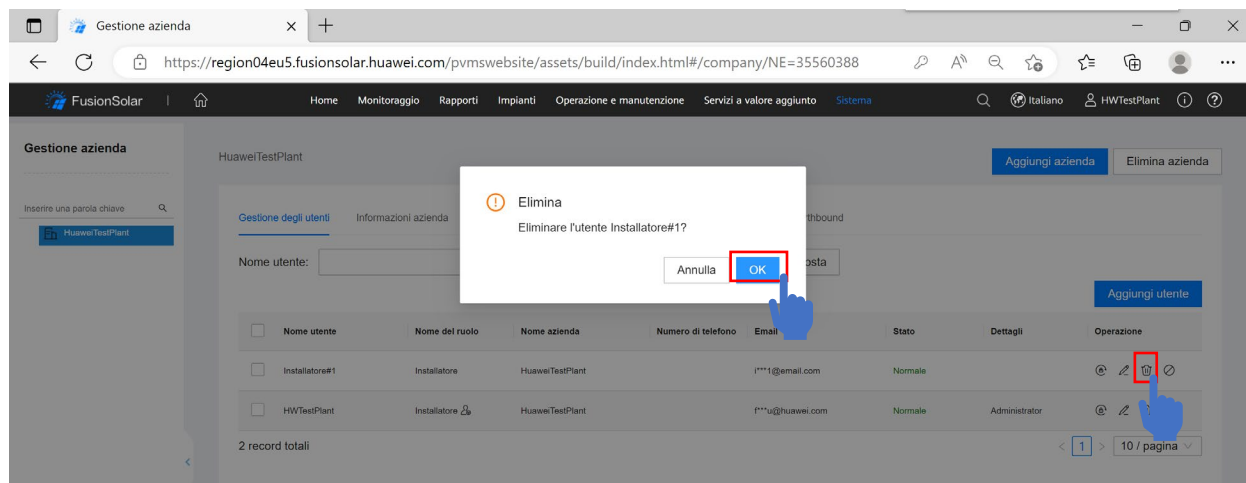 Gestione azienda
https://region04eu5.fusionsolar.huawei.com/pvmswebsite/assets/build/index.html#/company/NE=35560388
FusionSolar Home Monitoraggio Rapporti Impianti Operazione e manutenzione Servizi a valore aggiunto Sistema Italiano HWTestPlant
Gestione azienda
HuaweiTestPlant
Aggiungi azienda Elimina azienda
Inserire una parola chiave
HuaweiTestPlant
Gestione degli utenti Informazioni azienda thbound
Elimina
Eliminare l'utente Installatore#1?
Annulla OK
Nome utente: osta
Aggiungi utente
Nome utente Nome del ruolo Nome azienda Numero di telefono Email Stato Dettagli Operazione
Installatore#1 Installatore HuaweiTestPlant i***1@email.com Normale
HWTestPlant Installatore HuaweiTestPlant f***u@huawei.com Normale Administrator
2 record totali < 1 > 10 / pagina